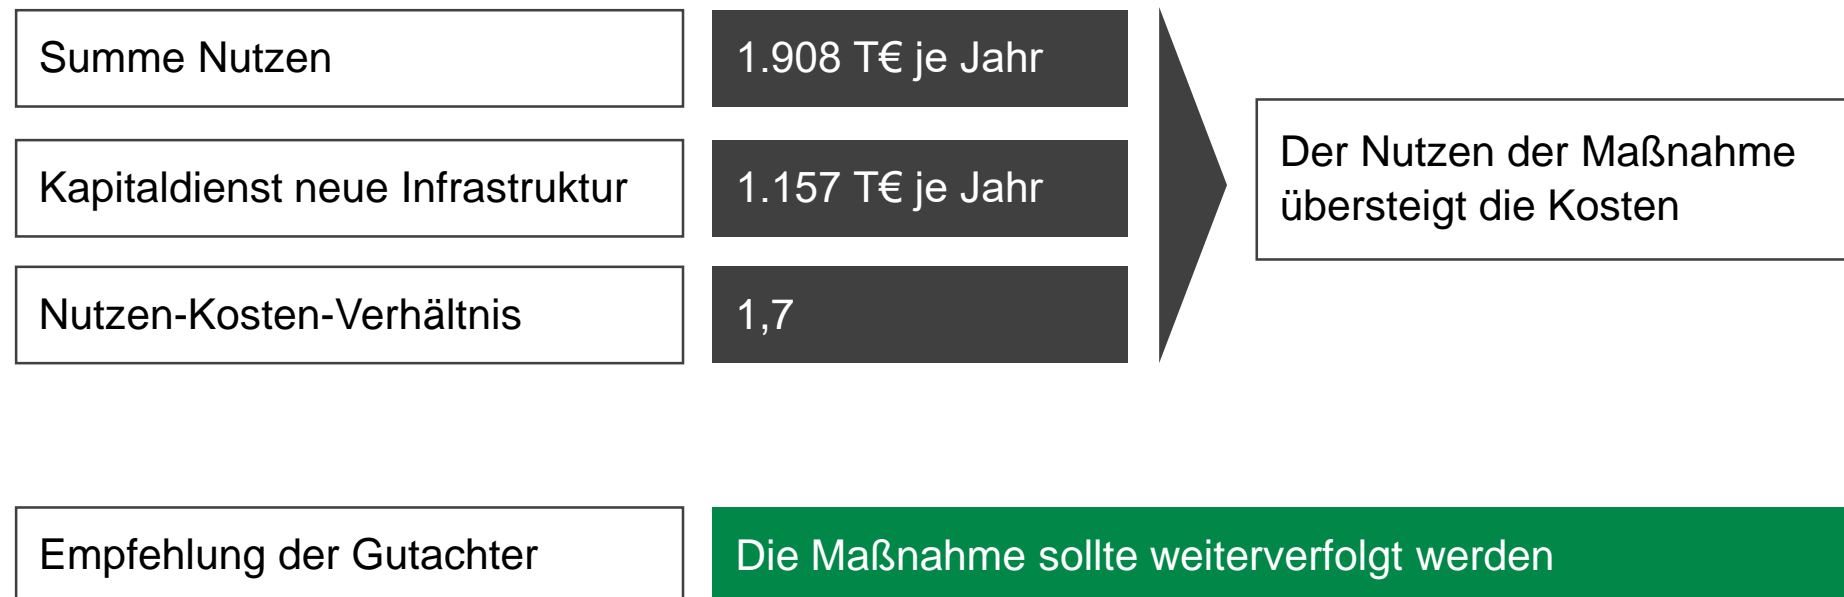 Summe Nutzen
1.908 T€ je Jahr
Kapitaldienst neue Infrastruktur
1.157 T€ je Jahr
Nutzen-Kosten-Verhältnis
1,7
Der Nutzen der Maßnahme
übersteigt die Kosten
Empfehlung der Gutachter
Die Maßnahme sollte weiterverfolgt werden